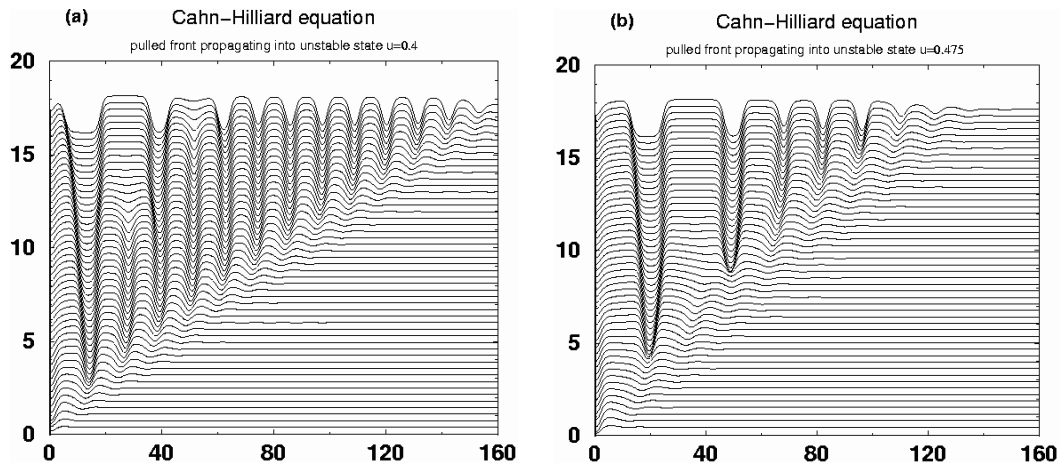 (a) Cahn−Hilliard equation
pulled front propagating into unstable state u=0.4
20
15
10
5
0
0 40 80 120 160
(b) Cahn−Hilliard equation
pulled front propagating into unstable state u=0.475
20
15
10
5
0
0 40 80 120 160